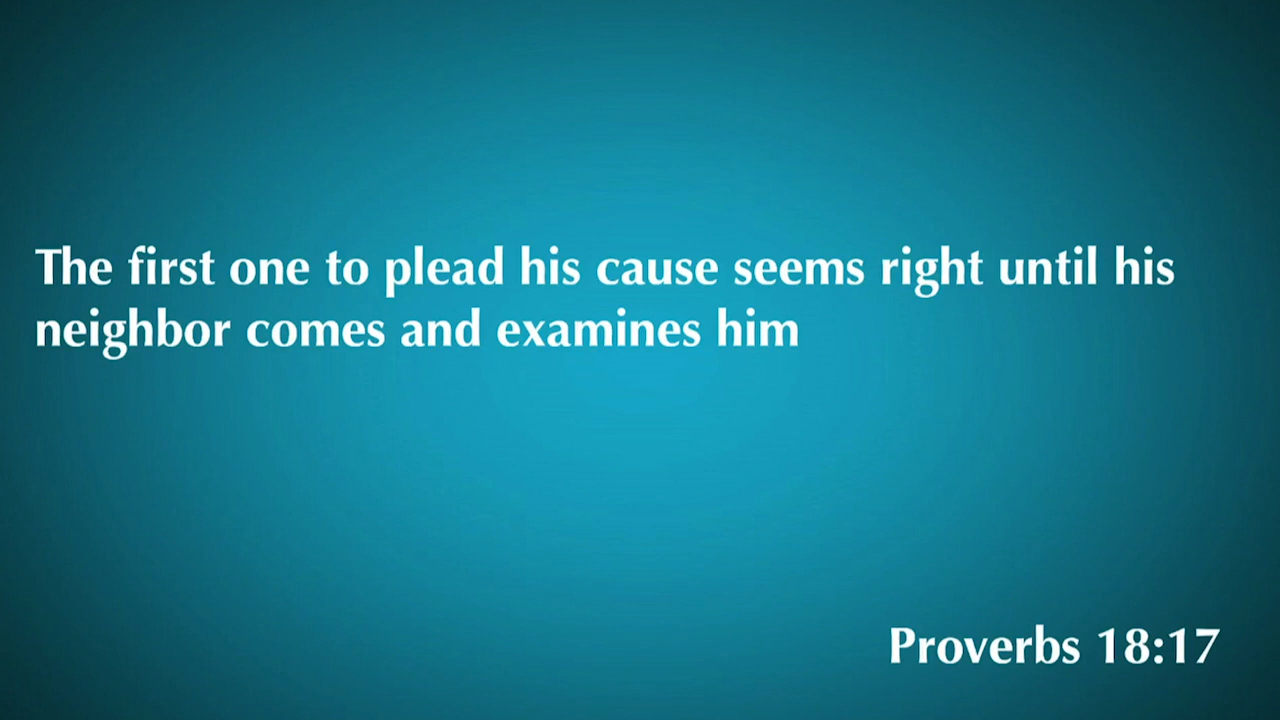 The first one to plead his cause seems right until his
neighbor comes and examines him
Proverbs 18:17